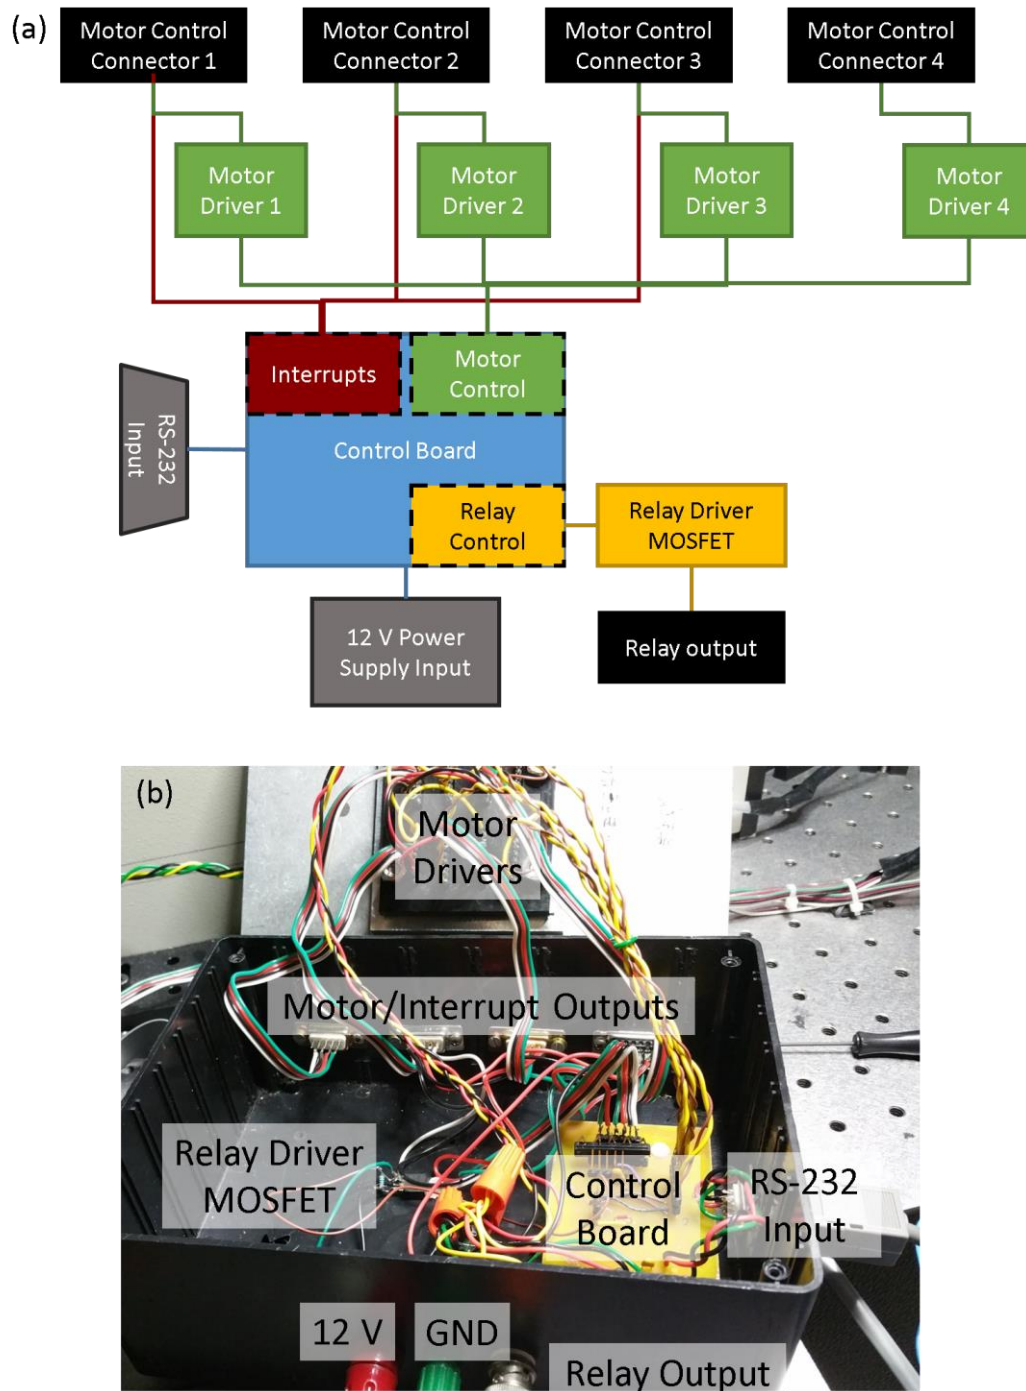 (a)
Motor Control
Connector 1
Motor Control
Connector 2
Motor Control
Connector 3
Motor Control
Connector 4
Motor
Driver 1
Motor
Driver 2
Motor
Driver 3
Motor
Driver 4
Interrupts
Motor
Control
RS-232
Input
Control Board
Relay
Control
Relay Driver
MOSFET
12 V Power
Supply Input
Relay output
(b)
Motor
Drivers
Motor/Interrupt Outputs
Relay Driver
MOSFET
Control
Board
RS-232
Input
12 V
GND
Relay Output